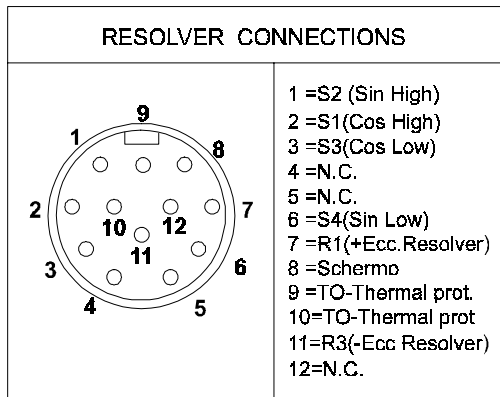 RESOLVER CONNECTIONS
9
1
8
2
10
12
7
11
3
6
4
5
1 =S2 (Sin High)
2 =S1(Cos High)
3 =S3(Cos Low)
4 =N.C.
5 =N.C.
6 =S4(Sin Low)
7 =R1(+Ecc.Resolver)
8 =Schermo
9 =TO-Thermal prot.
10=TO-Thermal prot
11=R3(-Ecc Resolver)
12=N.C.